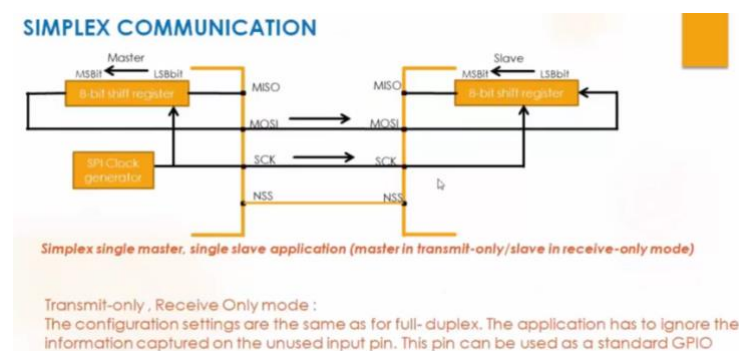 SIMPLEX COMMUNICATION
Master
MSBit LSBbit
8-bit shift register
MISO
MOSI
SPI Clock
generator
SCK
NSS
Slave
MSBit LSBbit
MISO
8-bit shift register
MOSI
SCK
NSS
Simplex single master, single slave application (master in transmit-only/slave in receive-only mode)
Transmit-only , Receive Only mode :
The configuration settings are the same as for full- duplex. The application has to ignore the
information captured on the unused input pin. This pin can be used as a standard GPIO